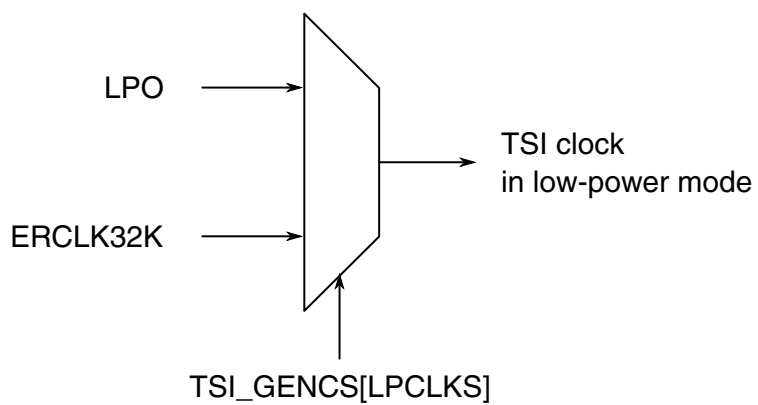 LPO
TSI clock
in low-power mode
ERCLK32K
TSI_GENCS[LPCLKS]